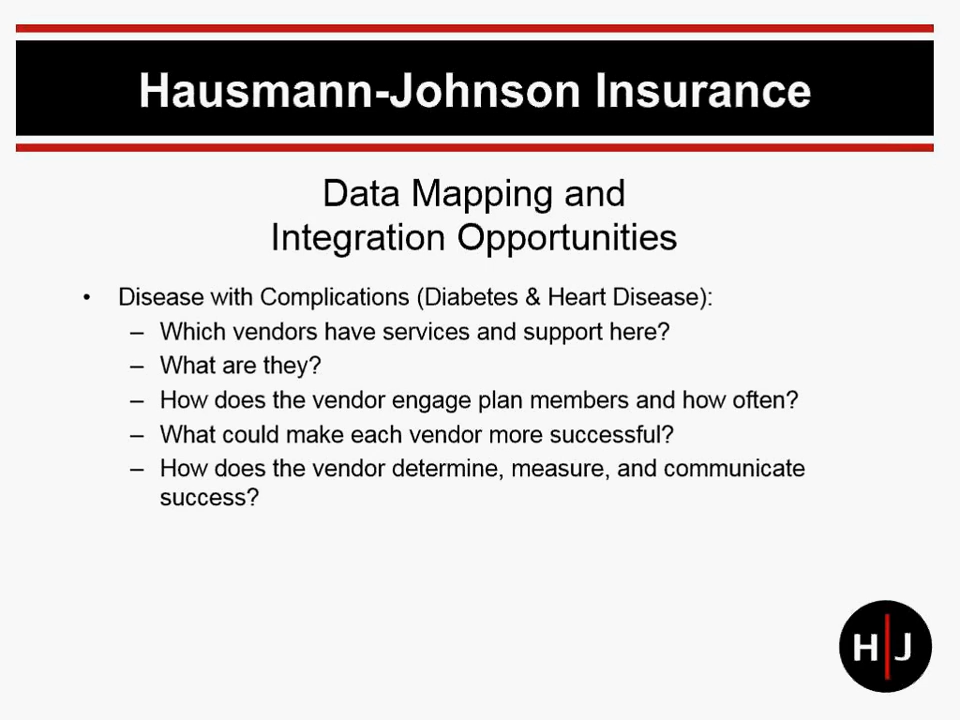 Hausmann-Johnson Insurance
Data Mapping and
Integration Opportunities
• Disease with Complications (Diabetes & Heart Disease):
– Which vendors have services and support here?
– What are they?
– How does the vendor engage plan members and how often?
– What could make each vendor more successful?
– How does the vendor determine, measure, and communicate
success?
H|J